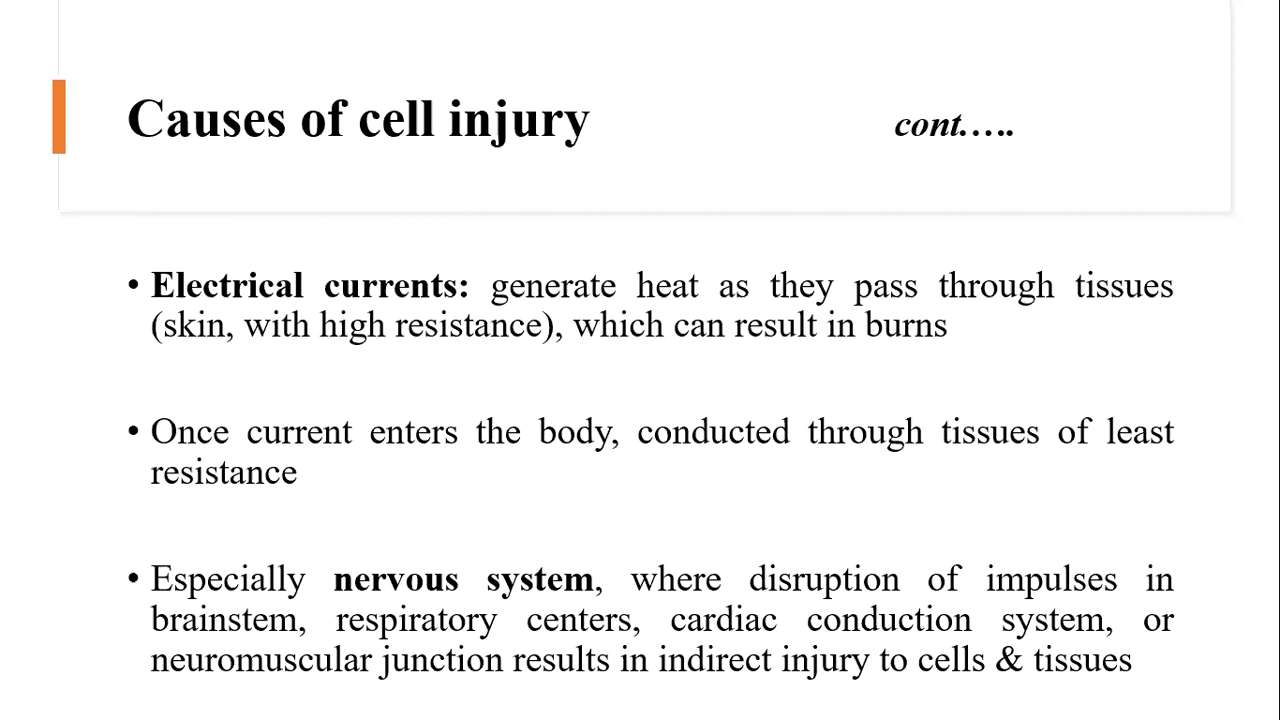 Causes of cell injury cont.….
• Electrical currents: generate heat as they pass through tissues
(skin, with high resistance), which can result in burns
• Once current enters the body, conducted through tissues of least
resistance
• Especially nervous system, where disruption of impulses in
brainstem, respiratory centers, cardiac conduction system, or
neuromuscular junction results in indirect injury to cells & tissues